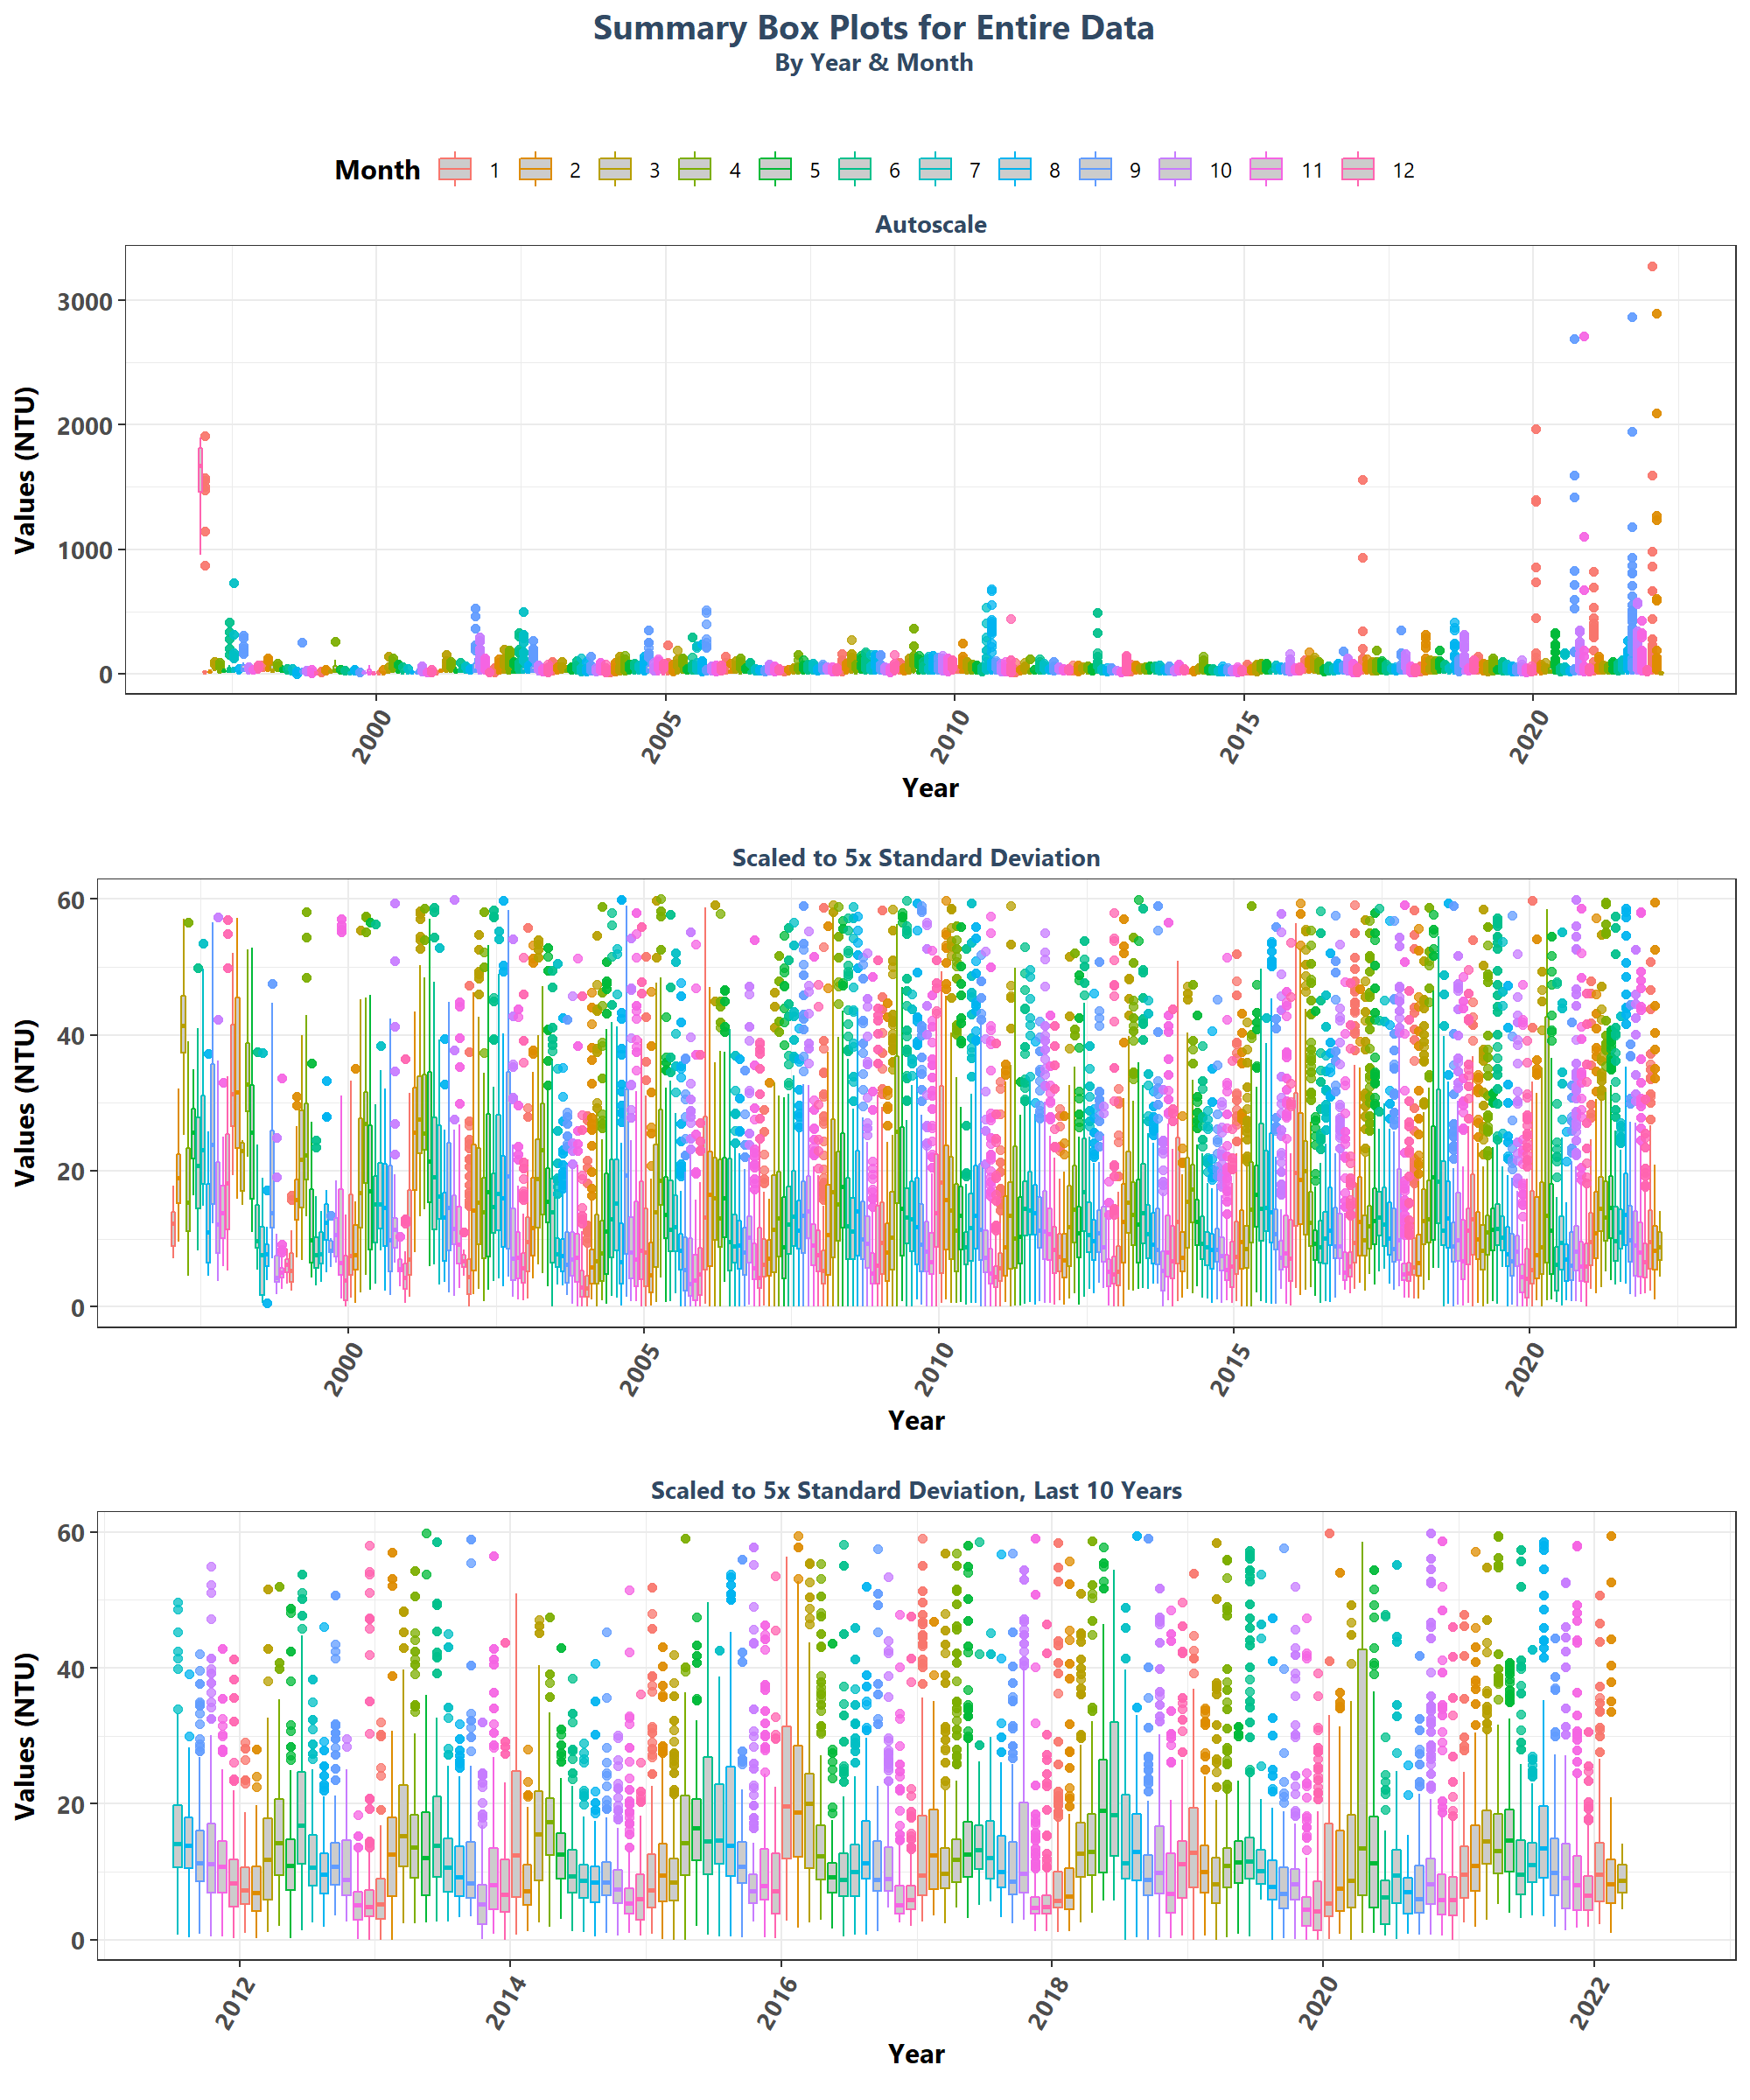 Summary Box Plots for Entire Data
By Year & Month
Month 1 2 3 4 5 6 7 8 9 10 11 12
Autoscale
Values (NTU)
3000
2000
1000
0
2000 2005 2010 2015 2020
Year
Scaled to 5x Standard Deviation
Values (NTU)
60
40
20
0
2000 2005 2010 2015 2020
Year
Scaled to 5x Standard Deviation, Last 10 Years
Values (NTU)
60
40
20
0
2012 2014 2016 2018 2020 2022
Year